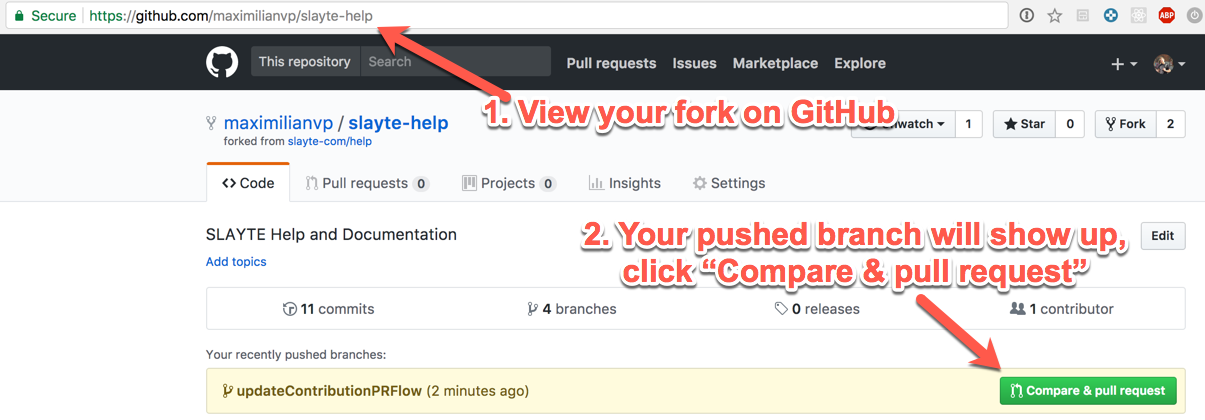 Secure https://github.com/maximilianvp/slayte-help
ABP
This repository Search Pull requests Issues Marketplace Explore
1. View your fork on GitHub
maximilianvp / slayte-help
forked from slayte-com/help
1 Star 0 Fork 2
Code Pull requests 0 Projects 0 Insights Settings
SLAYTE Help and Documentation
Add topics
Edit
2. Your pushed branch will show up,
click “Compare & pull request”
11 commits 4 branches 0 releases 1 contributor
Your recently pushed branches:
updateContributionPRFlow (2 minutes ago)
Compare & pull request